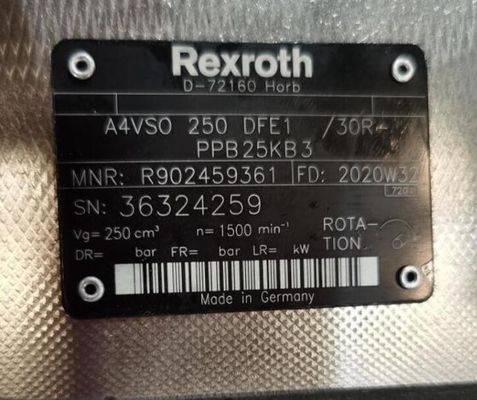 Rexroth
D-72160 Horb
A4VSO 250 DFE1 /30R-
PPB25KB3
MNR: R902459361 FD: 2020W32
SN: 36324259
Vg= 250 cm³ n= 1500 min⁻¹ ROTA-
TION
DR= bar FR= bar LR= kW
Made in Germany